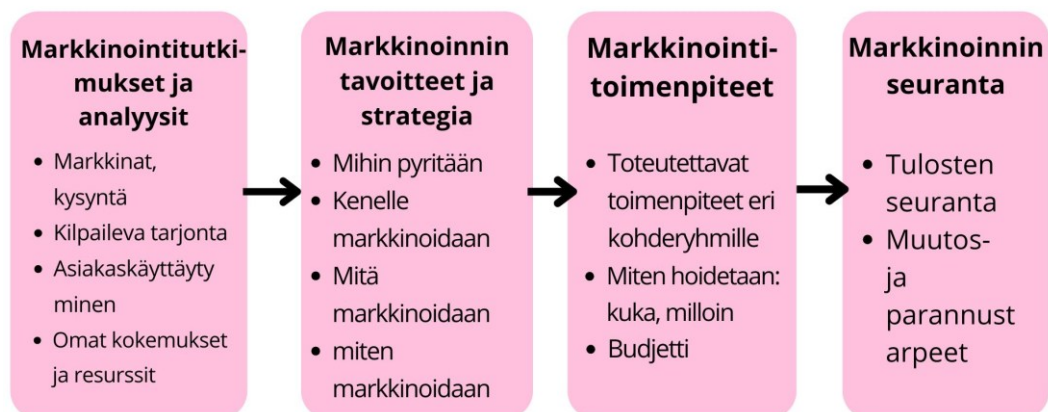 Markkinointitutki-
mukset ja
analyysit
• Markkinat,
kysyntä
• Kilpaileva tarjonta
• Asiakaskäyttäyty
minen
• Omat kokemukset
ja resurssit
Markkinoinnin
tavoitteet ja
strategia
• Mihin pyritään
• Kenelle
markkinoidaan
• Mitä
markkinoidaan
• miten
markkinoidaan
Markkinointi-
toimenpiteet
• Toteutettavat
toimenpiteet eri
kohderyhmille
• Miten hoidetaan:
kuka, milloin
• Budjetti
Markkinoinnin
seuranta
• Tulosten
seuranta
• Muutos-
ja
parannust
arpeet